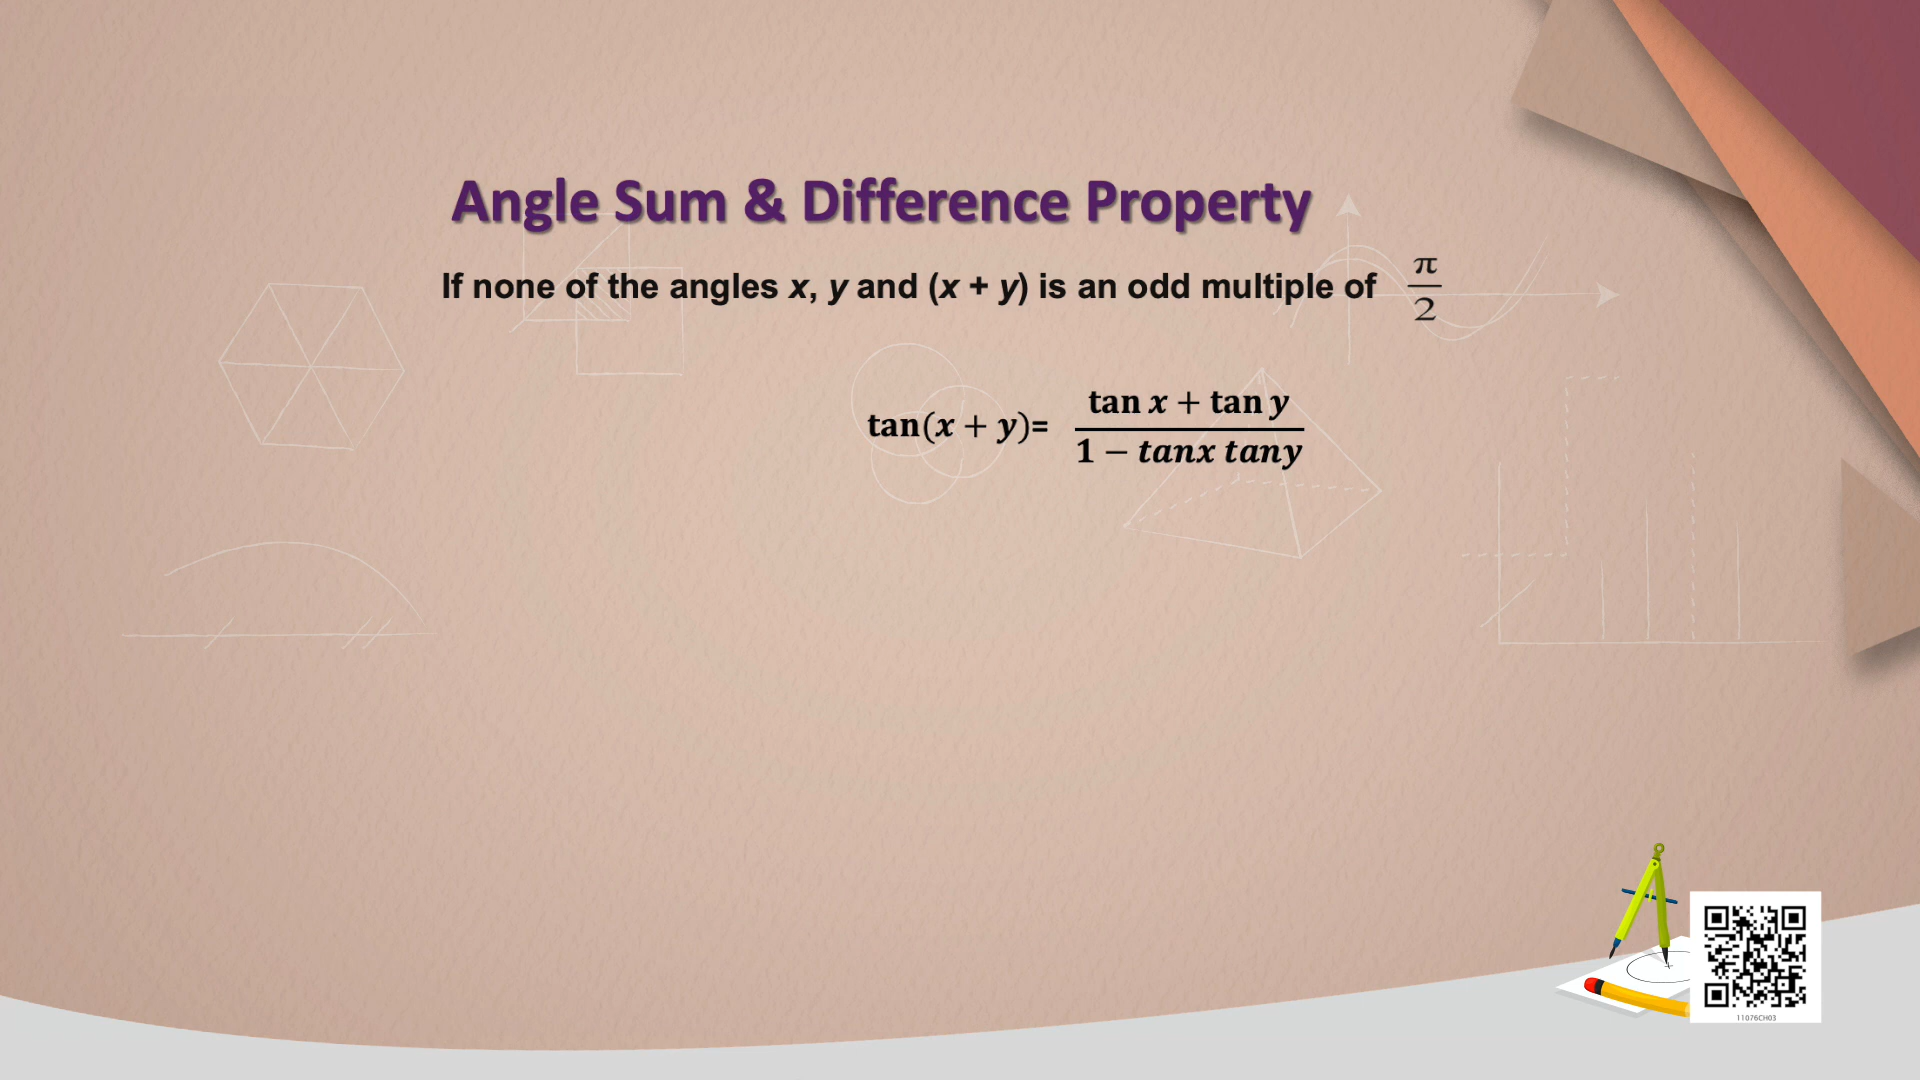 Angle Sum & Difference Property
If none of the angles x, y and (x + y) is an odd multiple of π/2
tan(x + y)= (tan x + tan y)/(1 − tanx tany)
11076CH03